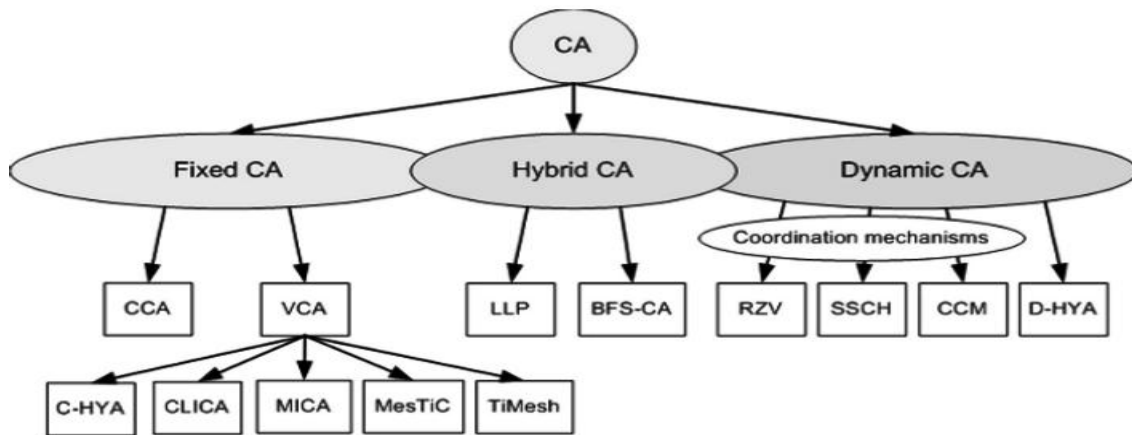 CA
Fixed CA
Hybrid CA
Dynamic CA
Coordination mechanisms
CCA
VCA
LLP
BFS-CA
RZV
SSCH
CCM
D-HYA
C-HYA
CLICA
MICA
MesTiC
TiMesh